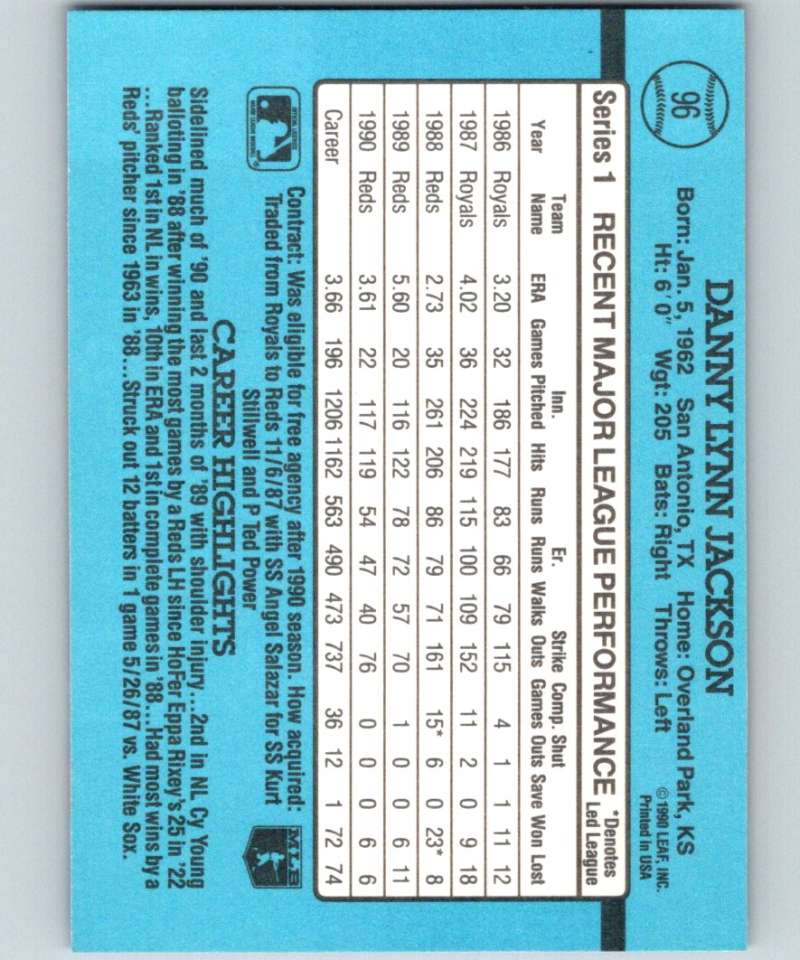 96
DANNY LYNN JACKSON
Born: Jan. 5, 1962 San Antonio, TX Home: Overland Park, KS
Ht: 6' 0" Wgt: 205 Bats: Right Throws: Left
©1990 LEAF, INC.
Printed in USA
Series 1 RECENT MAJOR LEAGUE PERFORMANCE *Denotes Led League
Year Team Name ERA Games Inn. Pitched Hits Runs Er. Runs Walks Strike Outs Comp. Games Shut Outs Save Won Lost
1986 Royals 3.20 32 186 177 83 66 79 115 4 1 1 11 12
1987 Royals 4.02 36 224 219 115 100 109 152 11 2 0 9 18
1988 Reds 2.73 35 261 206 86 79 71 161 15* 6 0 23* 8
1989 Reds 5.60 20 116 122 78 72 57 70 1 0 0 6 11
1990 Reds 3.61 22 117 119 54 47 40 76 0 0 0 6 6
Career 3.66 196 1206 1162 563 490 473 737 36 12 1 72 74
Contract: Was eligible for free agency after 1990 season. How acquired:
Traded from Royals to Reds 11/6/87 with SS Angel Salazar for SS Kurt
Stillwell and P Ted Power
MLB
CAREER HIGHLIGHTS
Sidelined much of '90 and last 2 months of '89 with shoulder injury...2nd in NL Cy Young
balloting in '88 after winning the most games by a Reds LH since HoFer Eppa Rixey's 25 in '22
...Ranked 1st in NL in wins, 10th in ERA and 1st in complete games in '88...Had most wins by a
Reds' pitcher since 1963 in '88...Struck out 12 batters in 1 game 5/26/87 vs. White Sox.